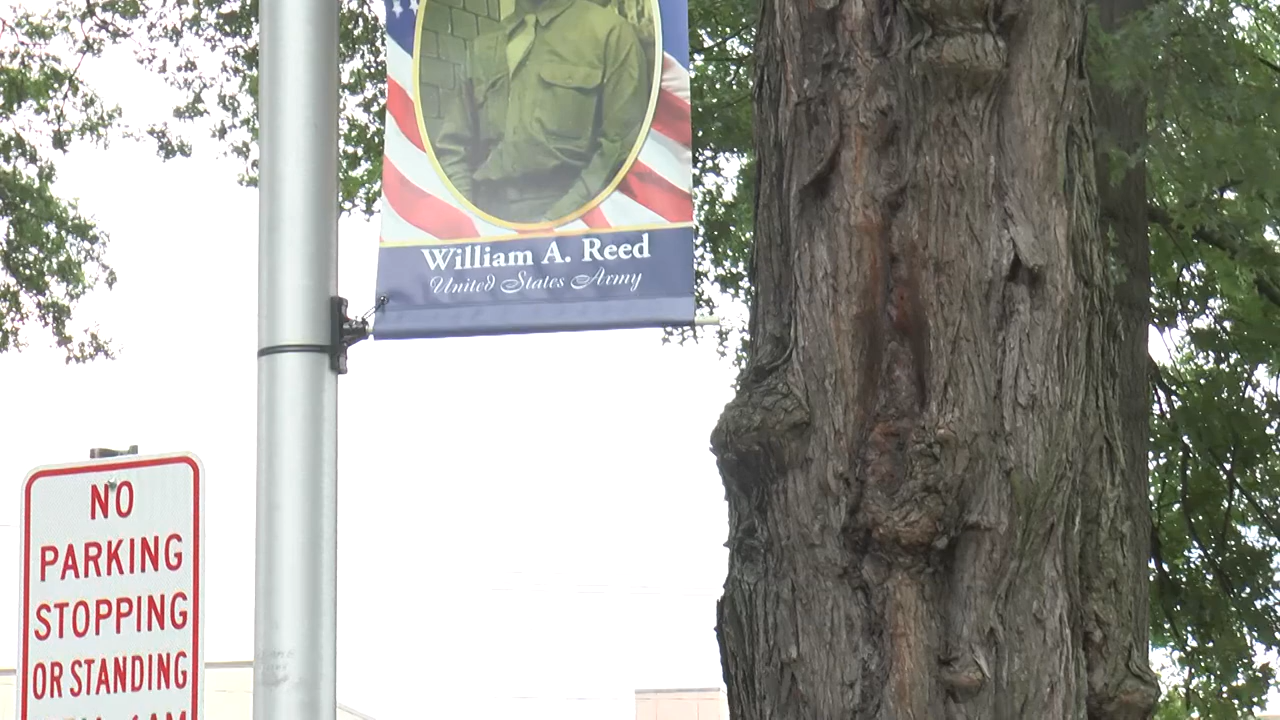 William A. Reed
United States Army
NO
PARKING
STOPPING
OR STANDING